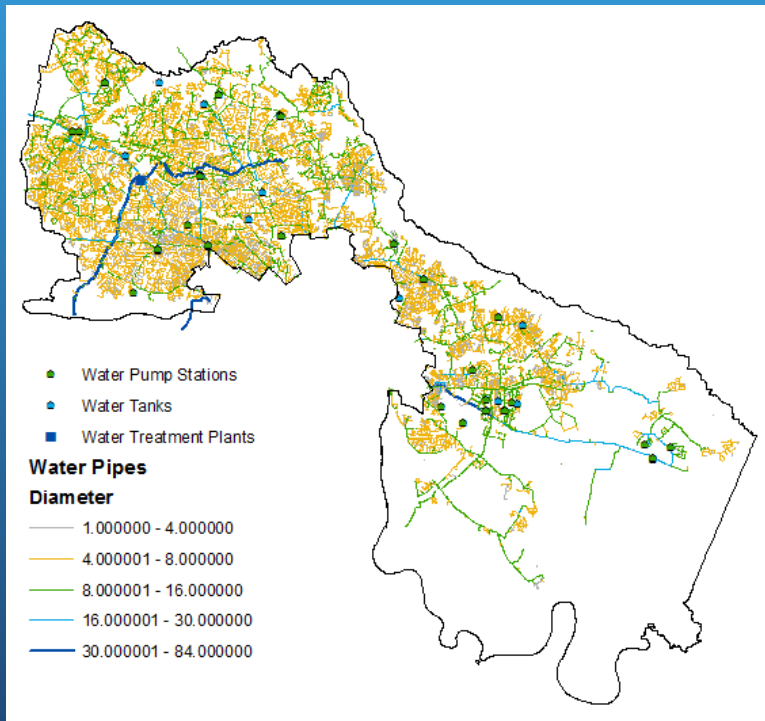 Water Pump Stations
Water Tanks
Water Treatment Plants
Water Pipes
Diameter
1.000000 - 4.000000
4.000001 - 8.000000
8.000001 - 16.000000
16.000001 - 30.000000
30.000001 - 84.000000